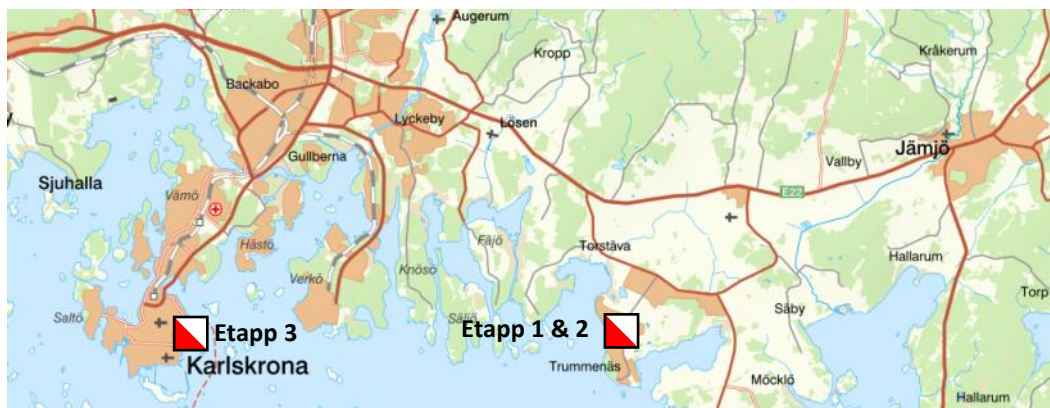 Augerum
Kropp
Kråkerum
Backabo
Lyckeby
Lösen
Jämjö
Vallby
Gullberna
Sjuhalla
Vämö
E22
Hästö
Fäjö
Torstäva
Hallarum
Knösö
Verkö
Torp
Säby
Saltö
Säljö
Etapp 3
Etapp 1 & 2
Karlskrona
Trummenäs
Möcklö
Hallarum